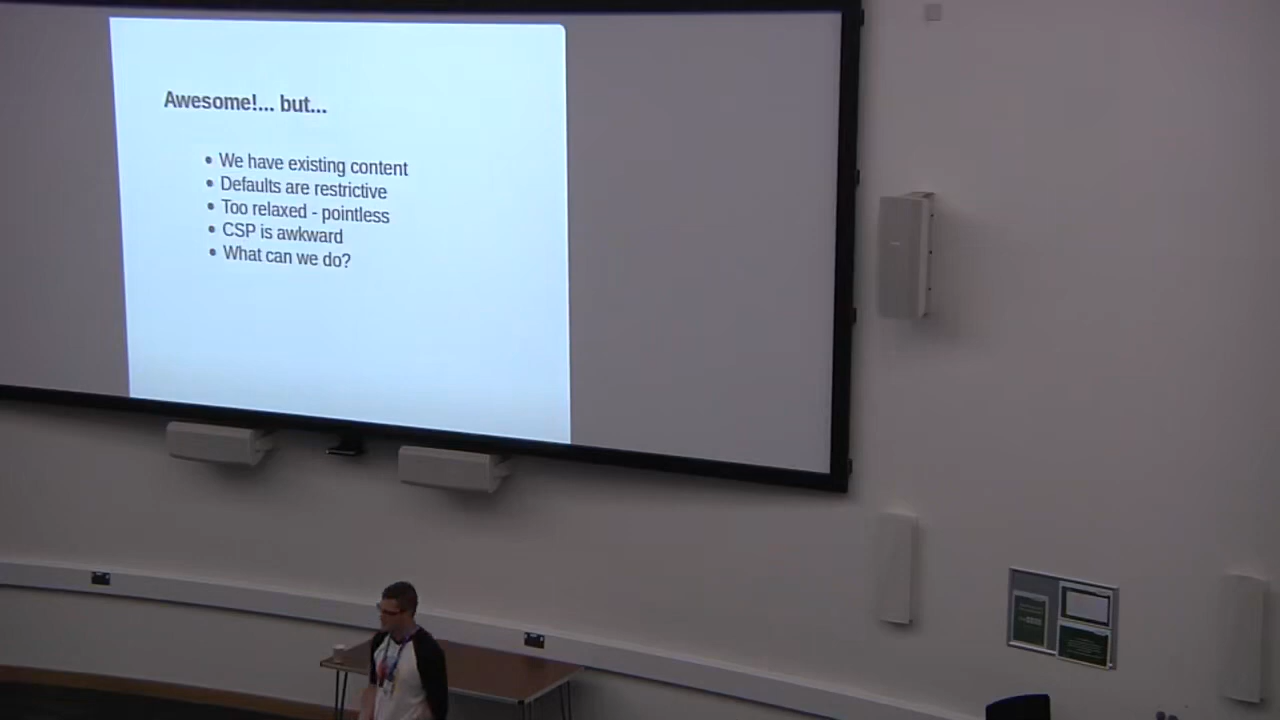 Awesome!... but...
• We have existing content
• Defaults are restrictive
• Too relaxed - pointless
• CSP is awkward
• What can we do?